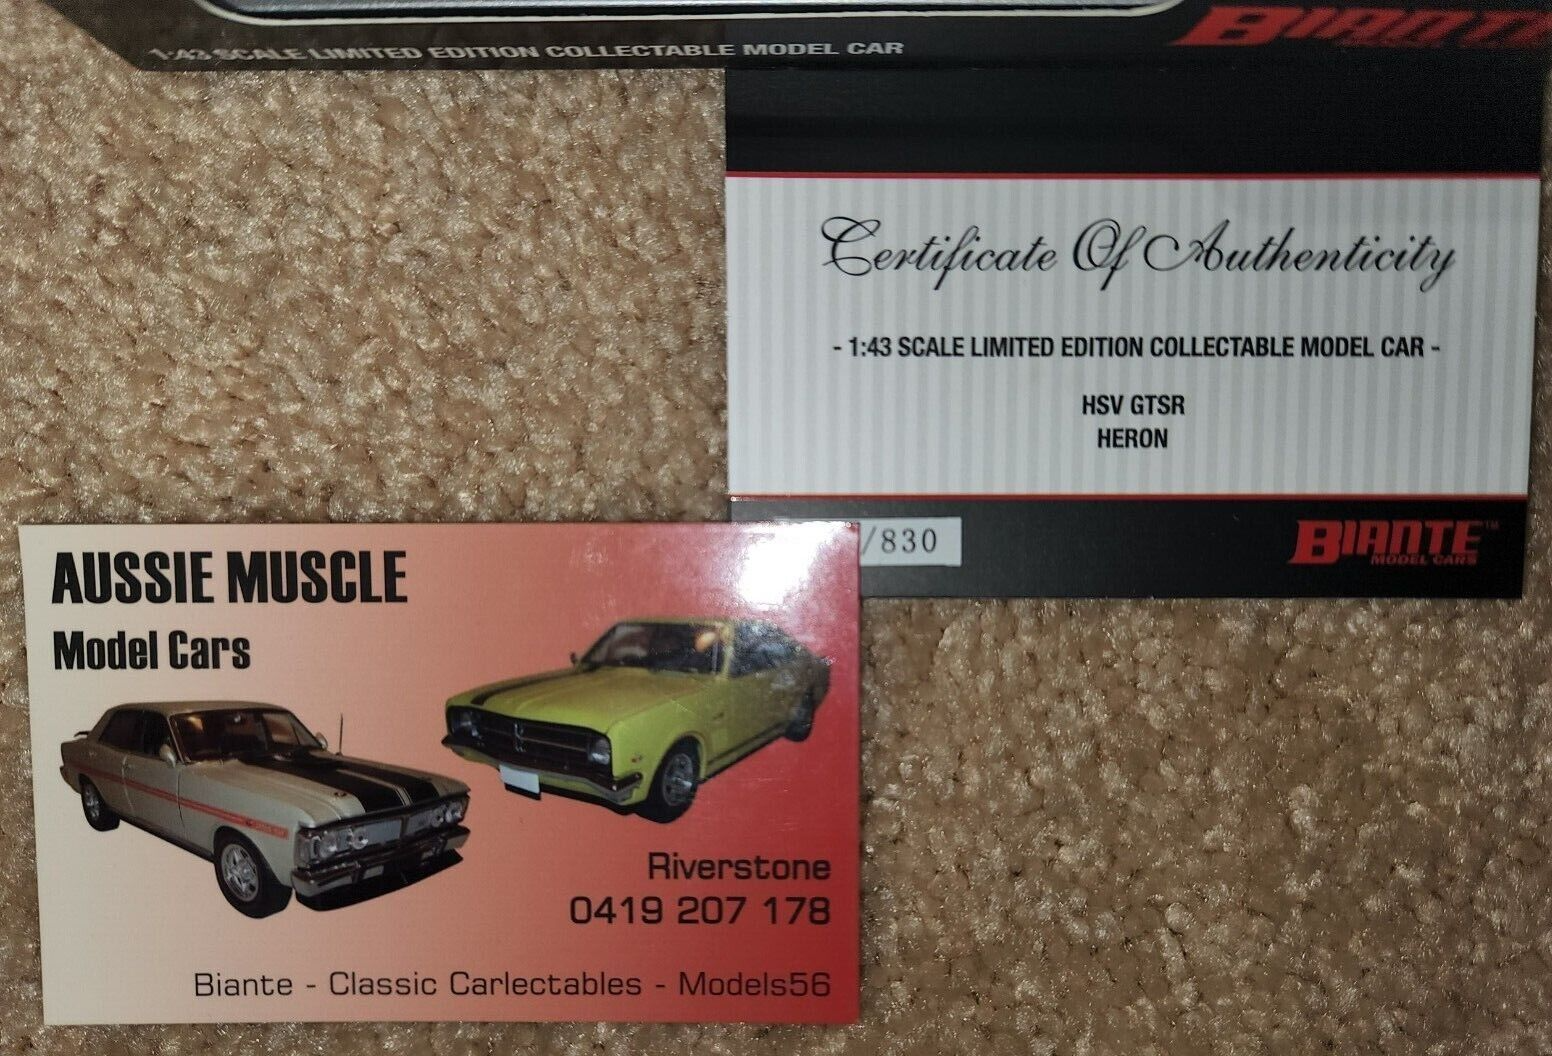 1:43 SCALE LIMITED EDITION COLLECTABLE MODEL CAR
BIANTE
Certificate Of Authenticity
- 1:43 SCALE LIMITED EDITION COLLECTABLE MODEL CAR -
HSV GTSR
HERON
/830
BIANTE™
MODEL CARS
AUSSIE MUSCLE
Model Cars
Riverstone
0419 207 178
Biante - Classic Carlectables - Models56